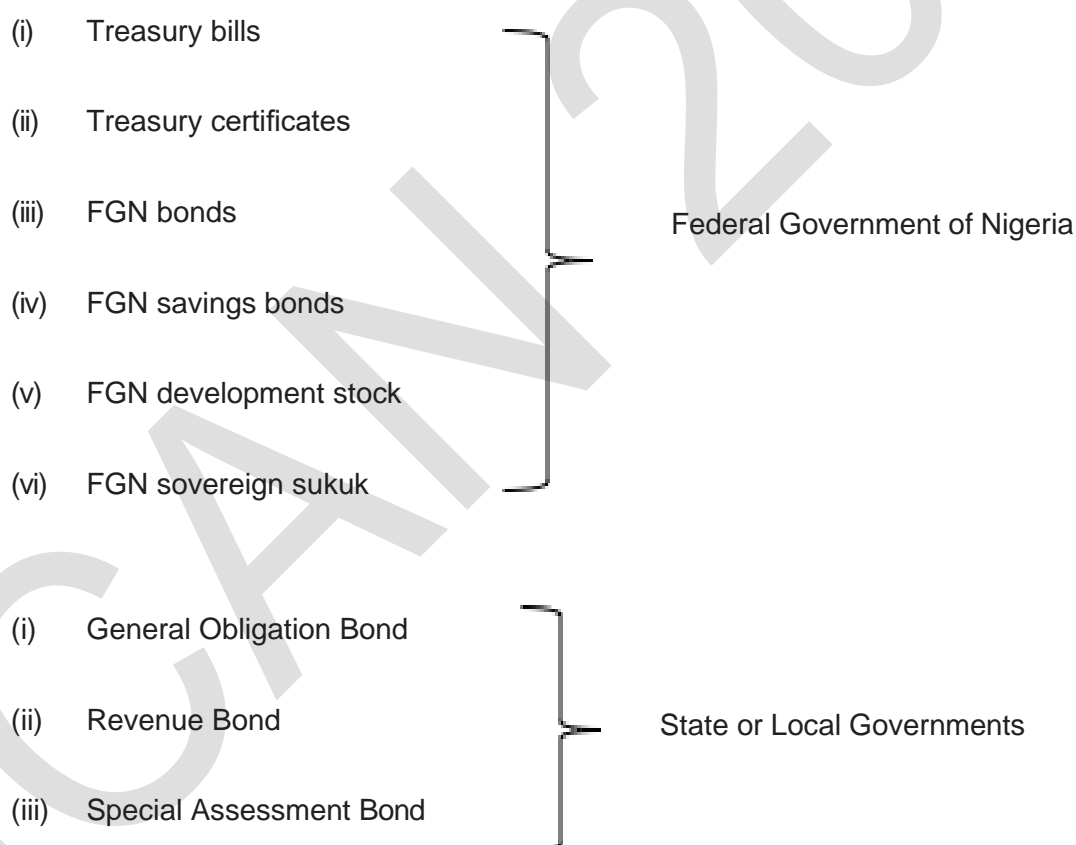 (i) Treasury bills
(ii) Treasury certificates
(iii) FGN bonds
Federal Government of Nigeria
(iv) FGN savings bonds
(v) FGN development stock
(vi) FGN sovereign sukuk
(i) General Obligation Bond
(ii) Revenue Bond
State or Local Governments
(iii) Special Assessment Bond